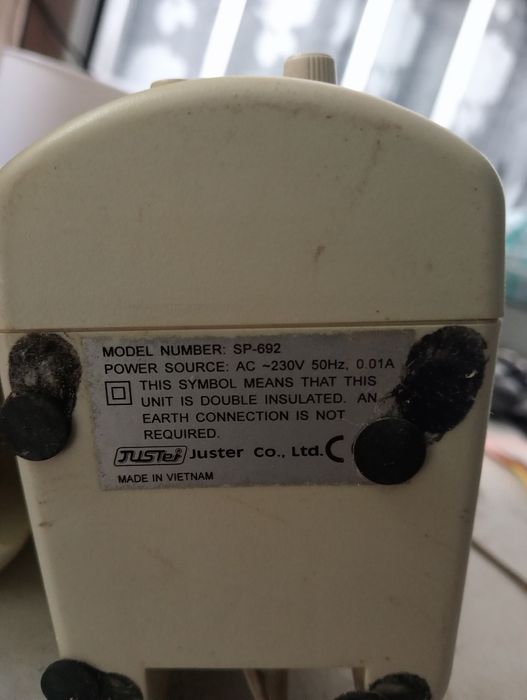 MODEL NUMBER: SP-692
POWER SOURCE: AC ~230V 50Hz, 0.01A
THIS SYMBOL MEANS THAT THIS
UNIT IS DOUBLE INSULATED. AN
EARTH CONNECTION IS NOT
REQUIRED.
JUSTer Juster Co., Ltd. C
MADE IN VIETNAM